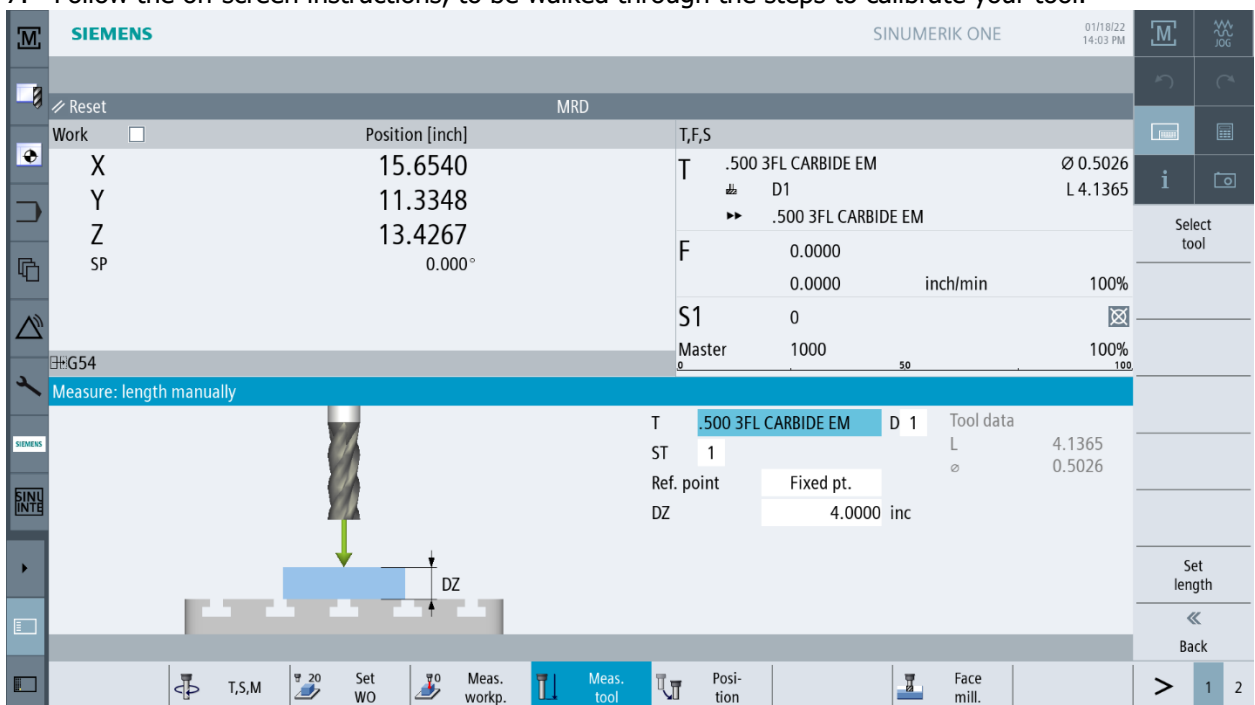 7. Follow the on-screen instructions, to be walked through the steps to calibrate your tool.
M SIEMENS SINUMERIK ONE 01/18/22 14:03 PM M JOG
Reset MRD
Work Position [inch] T,F,S
X 15.6540 T .500 3FL CARBIDE EM Ø 0.5026
Y 11.3348 D1 L 4.1365
Z 13.4267 .500 3FL CARBIDE EM
SP 0.000°
F 0.0000
0.0000 inch/min 100%
S1 0
Master 1000 100%
0 50 100
G54
Measure: length manually
T .500 3FL CARBIDE EM D 1 Tool data
ST 1 L 4.1365
ø 0.5026
Ref. point Fixed pt.
DZ 4.0000 inc
DZ
SIEMENS
SINU
INTE
i
Select
tool
Set
length
«
Back
T,S,M
20 Set
WO
0 Meas.
workp.
Meas.
tool
Posi-
tion
Face
mill.
> 1 2